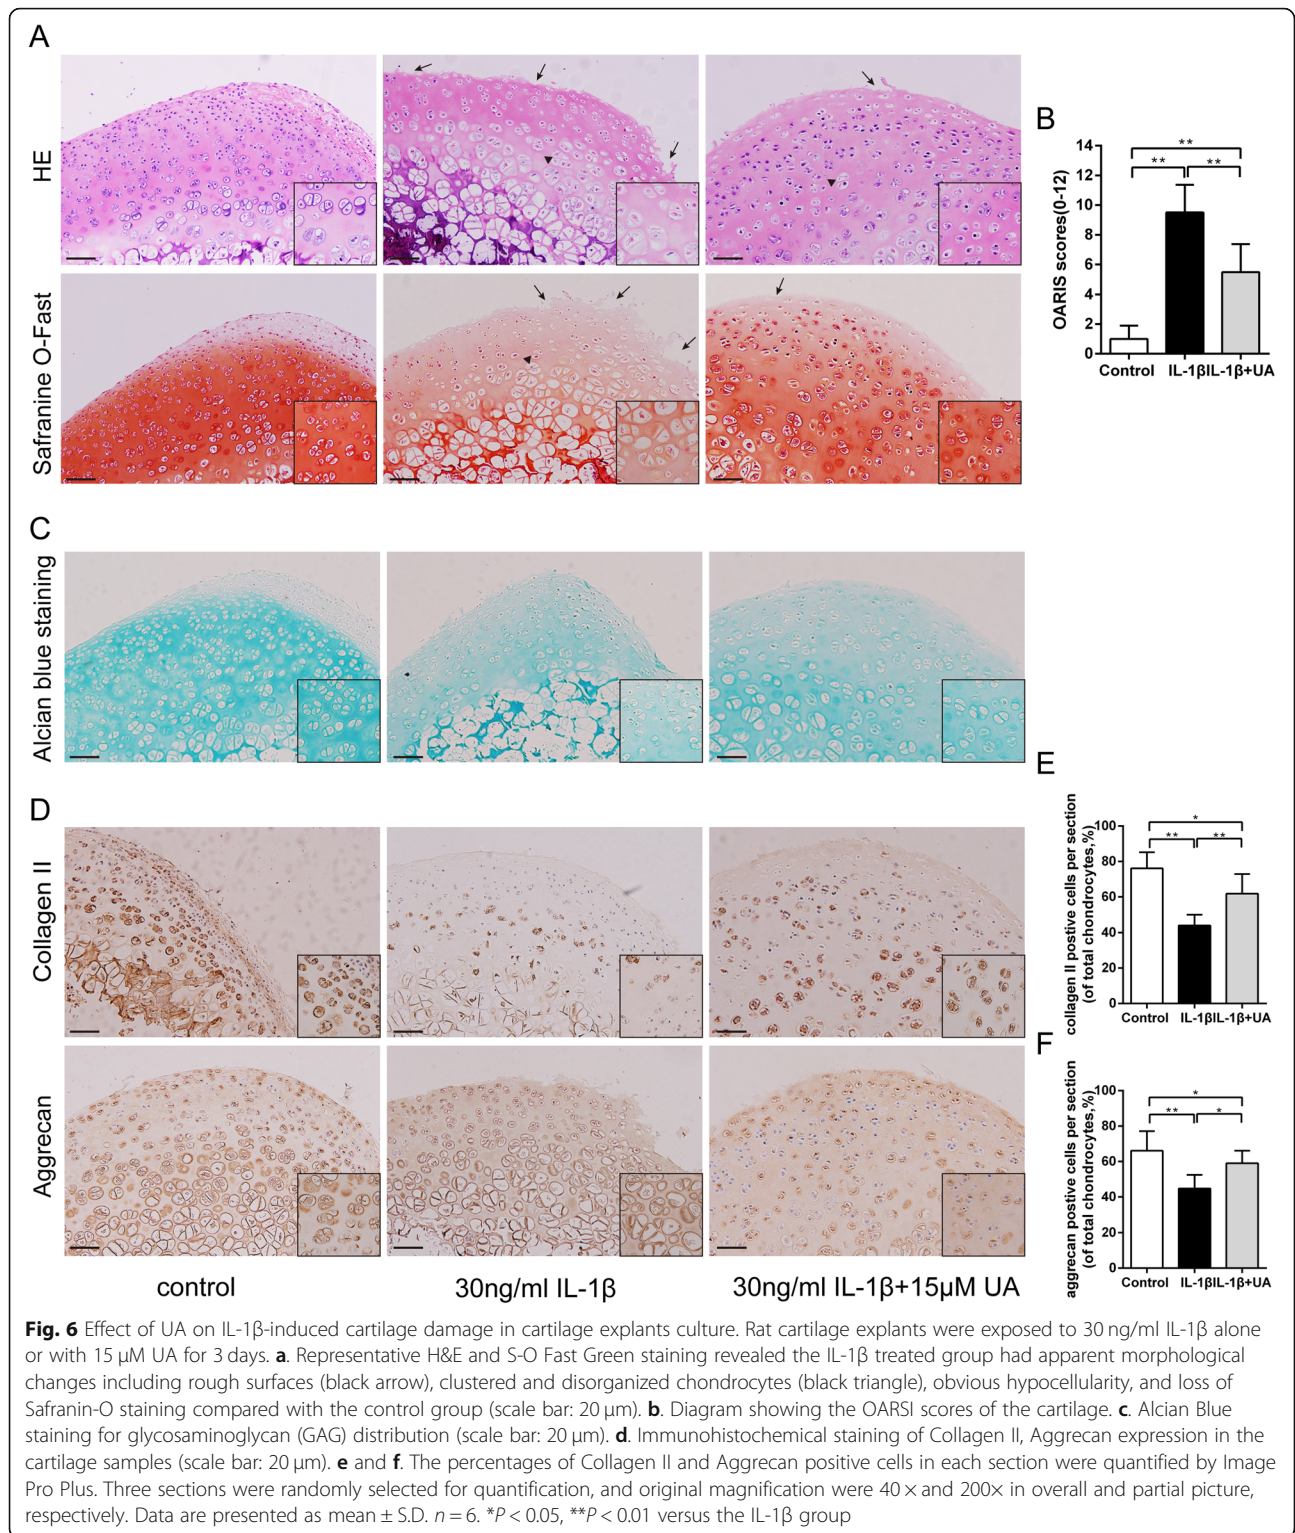 A
HE
Safranine O-Fast
B
OARIS scores(0-12)
14
12
10
8
6
4
2
0
**
**
**
Control
IL-1β
IL-1β+UA
C
Alcian blue staining
D
Collagen II
Aggrecan
E
collagen II postive cells per section
(of total chondrocytes,%)
100
80
60
40
20
0
*
**
**
Control
IL-1β
IL-1β+UA
F
aggrecan postive cells per section
(of total chondrocytes,%)
100
80
60
40
20
0
*
**
*
Control
IL-1β
IL-1β+UA
control
30ng/ml IL-1β
30ng/ml IL-1β+15μM UA
Fig. 6 Effect of UA on IL-1β-induced cartilage damage in cartilage explants culture. Rat cartilage explants were exposed to 30 ng/ml IL-1β alone
or with 15 μM UA for 3 days. a. Representative H&E and S-O Fast Green staining revealed the IL-1β treated group had apparent morphological
changes including rough surfaces (black arrow), clustered and disorganized chondrocytes (black triangle), obvious hypocellularity, and loss of
Safranin-O staining compared with the control group (scale bar: 20 μm). b. Diagram showing the OARSI scores of the cartilage. c. Alcian Blue
staining for glycosaminoglycan (GAG) distribution (scale bar: 20 μm). d. Immunohistochemical staining of Collagen II, Aggrecan expression in the
cartilage samples (scale bar: 20 μm). e and f. The percentages of Collagen II and Aggrecan positive cells in each section were quantified by Image
Pro Plus. Three sections were randomly selected for quantification, and original magnification were 40 × and 200× in overall and partial picture,
respectively. Data are presented as mean ± S.D. n = 6. *P < 0.05, **P < 0.01 versus the IL-1β group